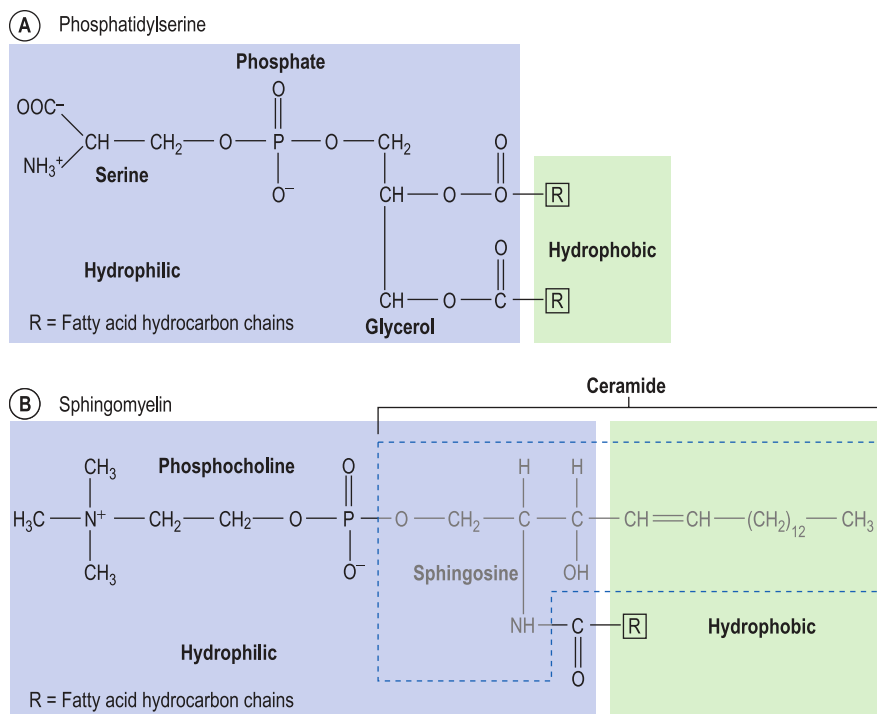 A Phosphatidylserine
Phosphate
O
OOC⁻
CH — CH₂ — O — P — O — CH₂
NH₃⁺
Serine
O⁻
O
CH — O — O — R
Hydrophilic
Hydrophobic
O
CH — O — C — R
R = Fatty acid hydrocarbon chains
Glycerol
Ceramide
B Sphingomyelin
Phosphocholine
CH₃
O
H
H
H₃C — N⁺ — CH₂ — CH₂ — O — P — O — CH₂ — C — C — CH = CH — (CH₂)₁₂ — CH₃
CH₃
O⁻
Sphingosine
OH
NH — C — R
Hydrophilic
Hydrophobic
O
R = Fatty acid hydrocarbon chains